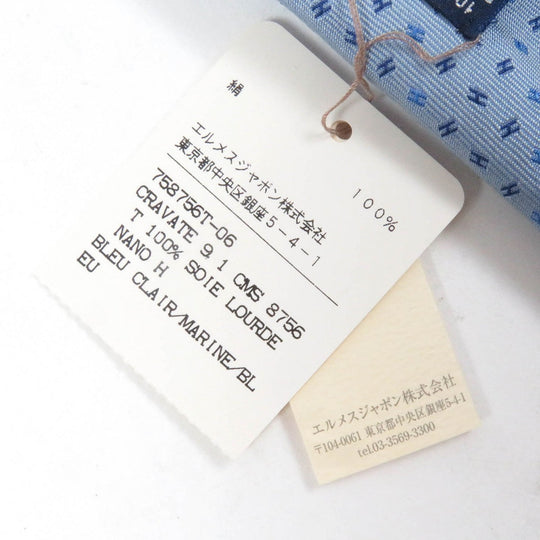 絹 100%
エルメスジャポン株式会社
東京都中央区銀座5-4-1
758756T-06
CRAVATE 9.1 CMS 8756
T 100% SOIE LOURDE
NANO H
BLEU CLAIR/MARINE/BL
EU
エルメスジャポン株式会社
〒104-0061 東京都中央区銀座5-4-1
tel.03-3569-3300